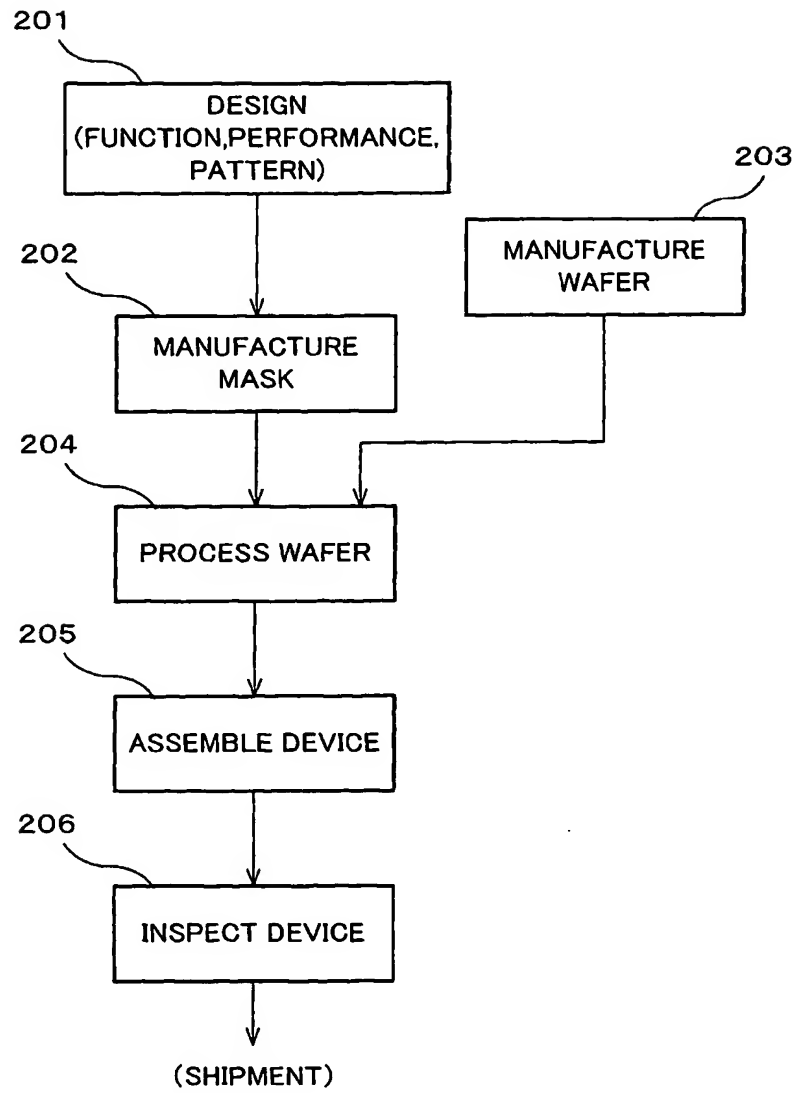 201
DESIGN
(FUNCTION,PERFORMANCE,
PATTERN)
203
MANUFACTURE
WAFER
202
MANUFACTURE
MASK
204
PROCESS WAFER
205
ASSEMBLE DEVICE
206
INSPECT DEVICE
(SHIPMENT)